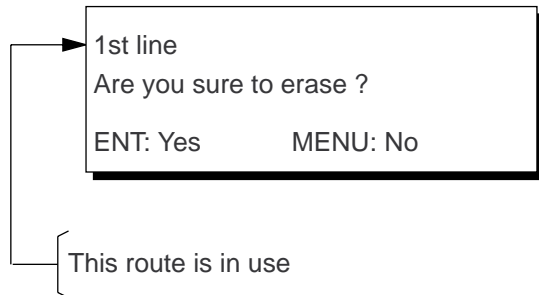 1st line
Are you sure to erase ?
ENT: Yes MENU: No
This route is in use